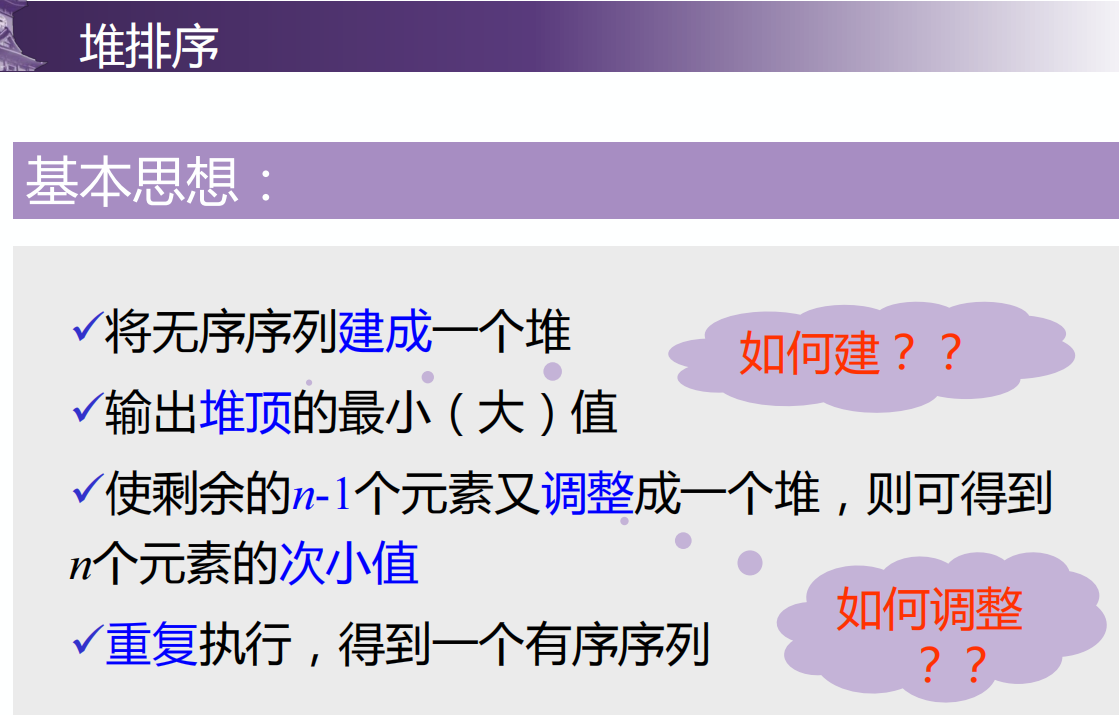 堆排序
基本思想：
✓将无序序列建成一个堆
如何建？？
✓输出堆顶的最小（大）值
✓使剩余的n-1个元素又调整成一个堆，则可得到
n个元素的次小值
如何调整
？？
✓重复执行，得到一个有序序列